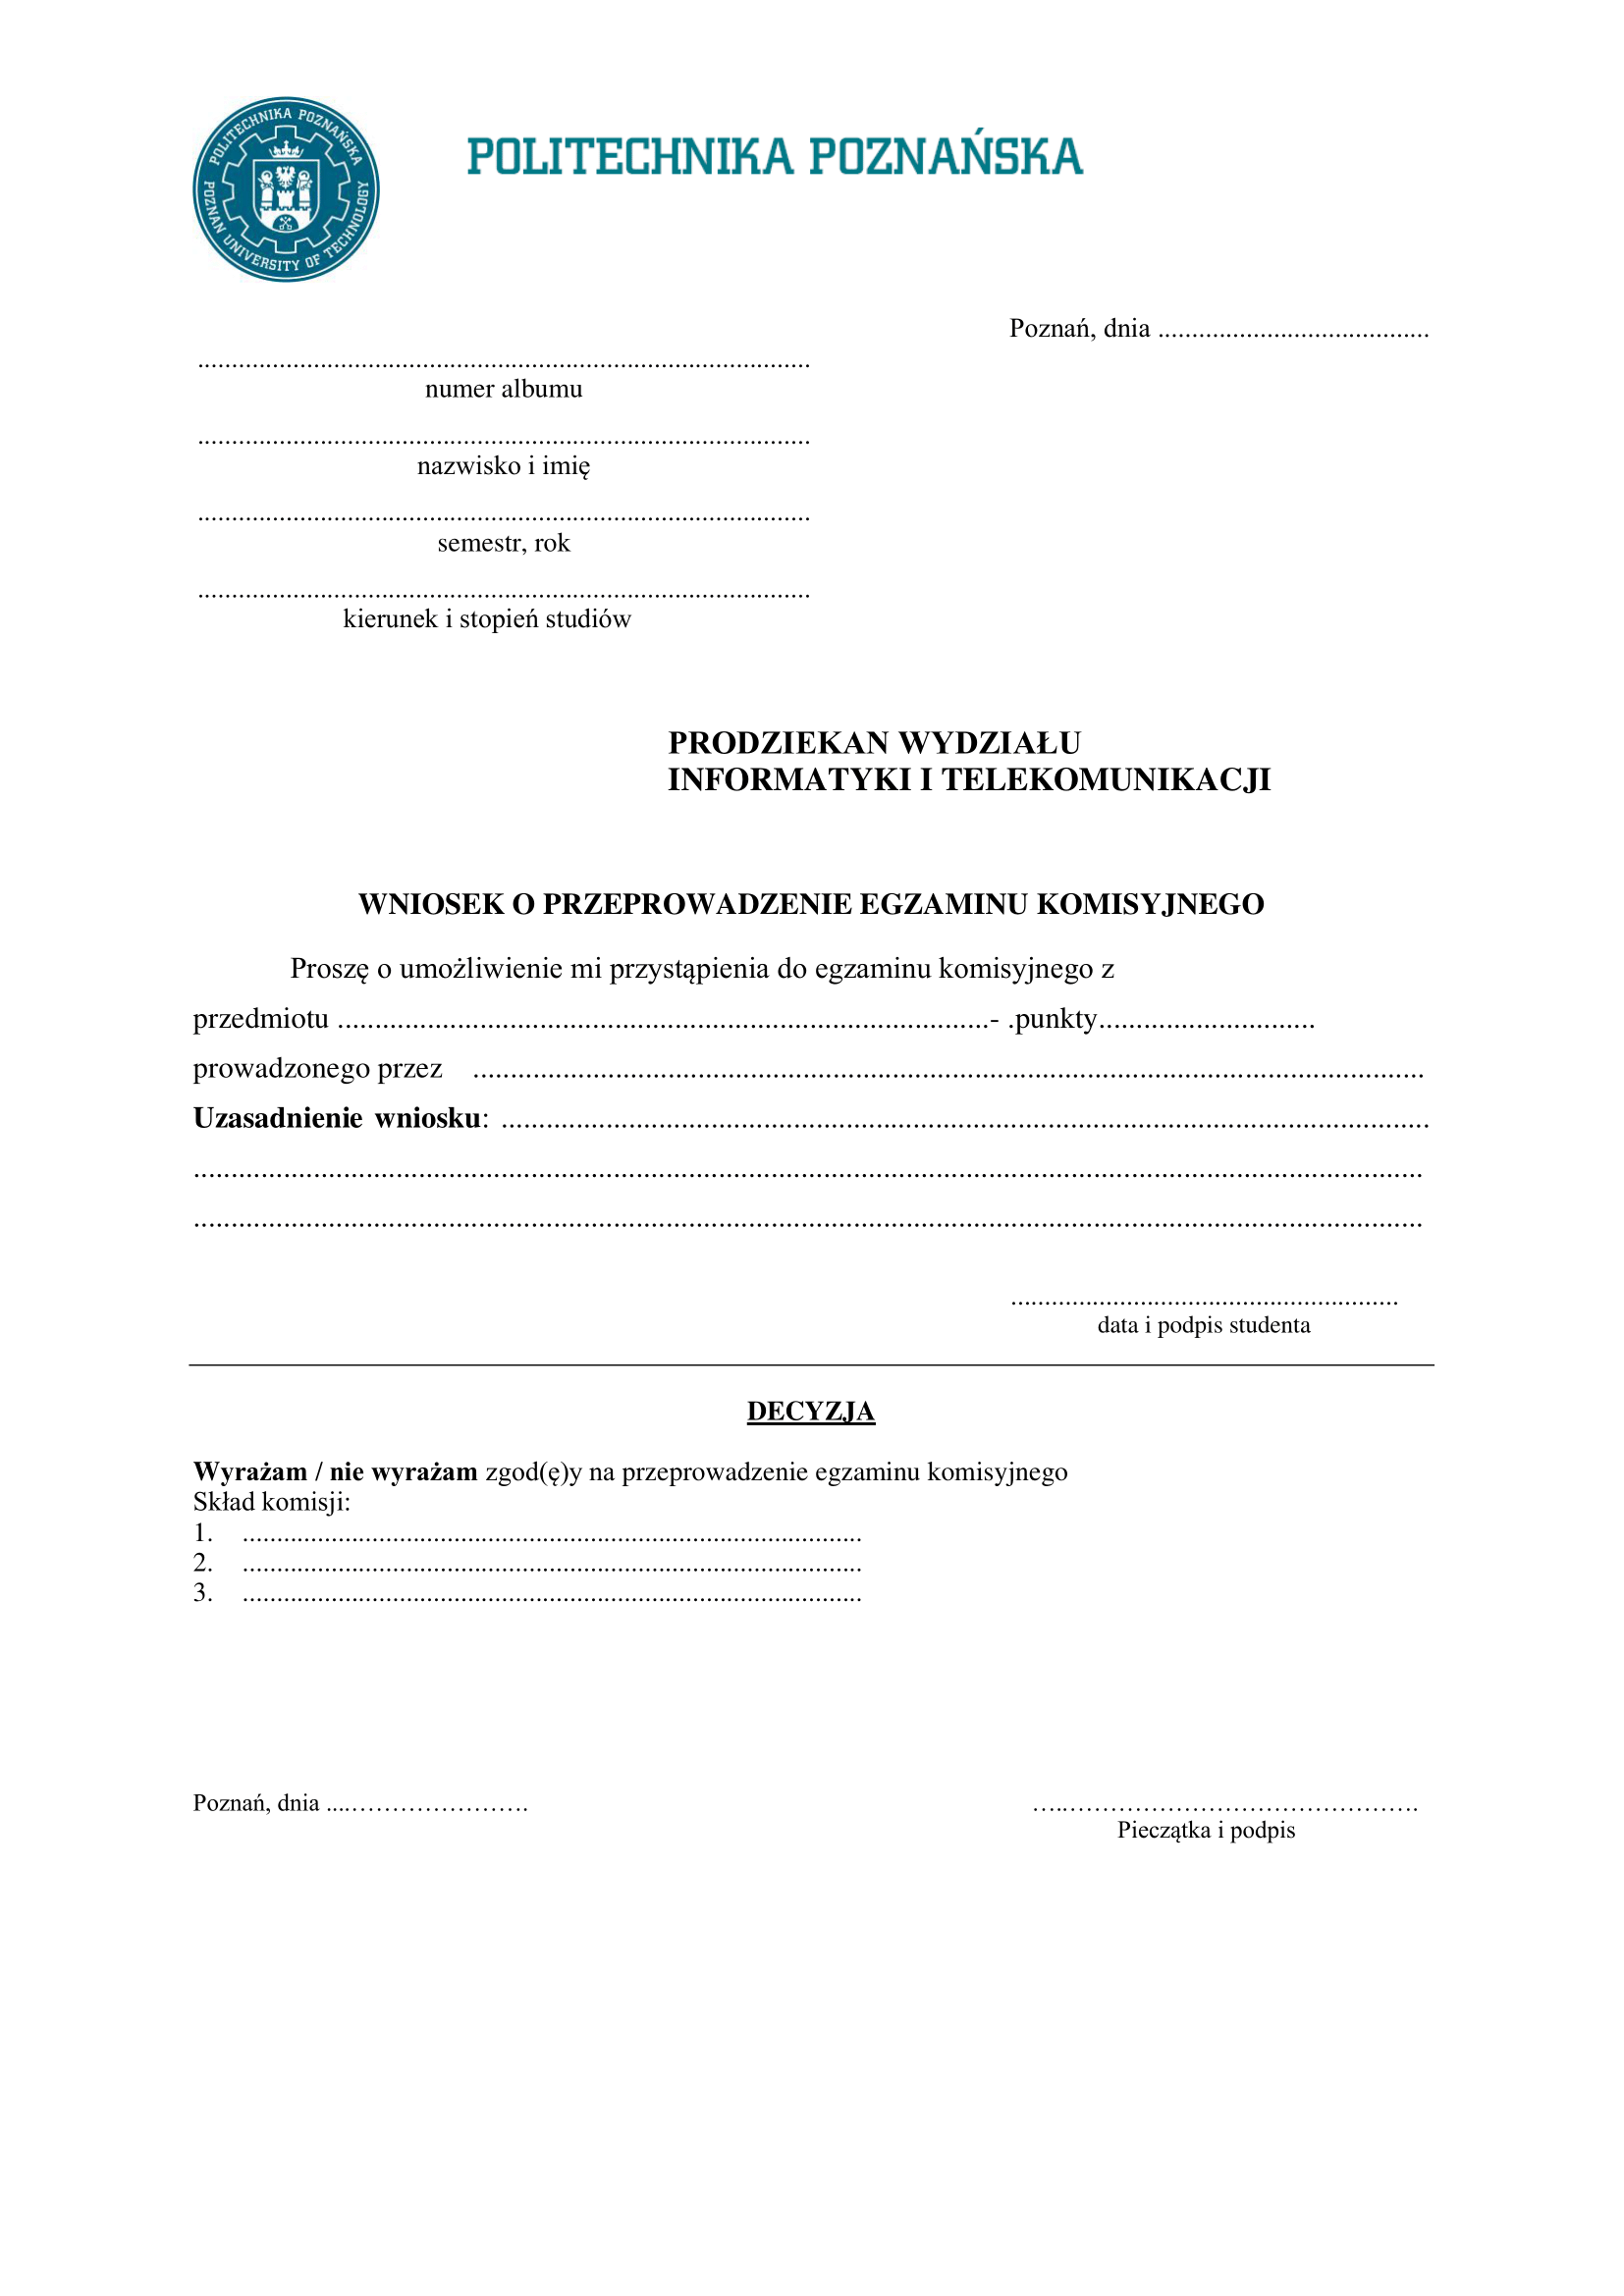 POLITECHNIKA POZNAŃSKA
POZNAN UNIVERSITY OF TECHNOLOGY
POLITECHNIKA POZNAŃSKA
Poznań, dnia ........................................
..........................................................................................
numer albumu
..........................................................................................
nazwisko i imię
..........................................................................................
semestr, rok
..........................................................................................
kierunek i stopień studiów
PRODZIEKAN WYDZIAŁU
INFORMATYKI I TELEKOMUNIKACJI
WNIOSEK O PRZEPROWADZENIE EGZAMINU KOMISYJNEGO
Proszę o umożliwienie mi przystąpienia do egzaminu komisyjnego z
przedmiotu .......................................................................................- .punkty.............................
prowadzonego przez ...............................................................................................................................
Uzasadnienie wniosku: ............................................................................................................................
....................................................................................................................................................................
....................................................................................................................................................................
.........................................................
data i podpis studenta
DECYZJA
Wyrażam / nie wyrażam zgod(ę)y na przeprowadzenie egzaminu komisyjnego
Skład komisji:
1. ...........................................................................................
2. ...........................................................................................
3. ...........................................................................................
Poznań, dnia ....…………………. …..…………………………………….
Pieczątka i podpis